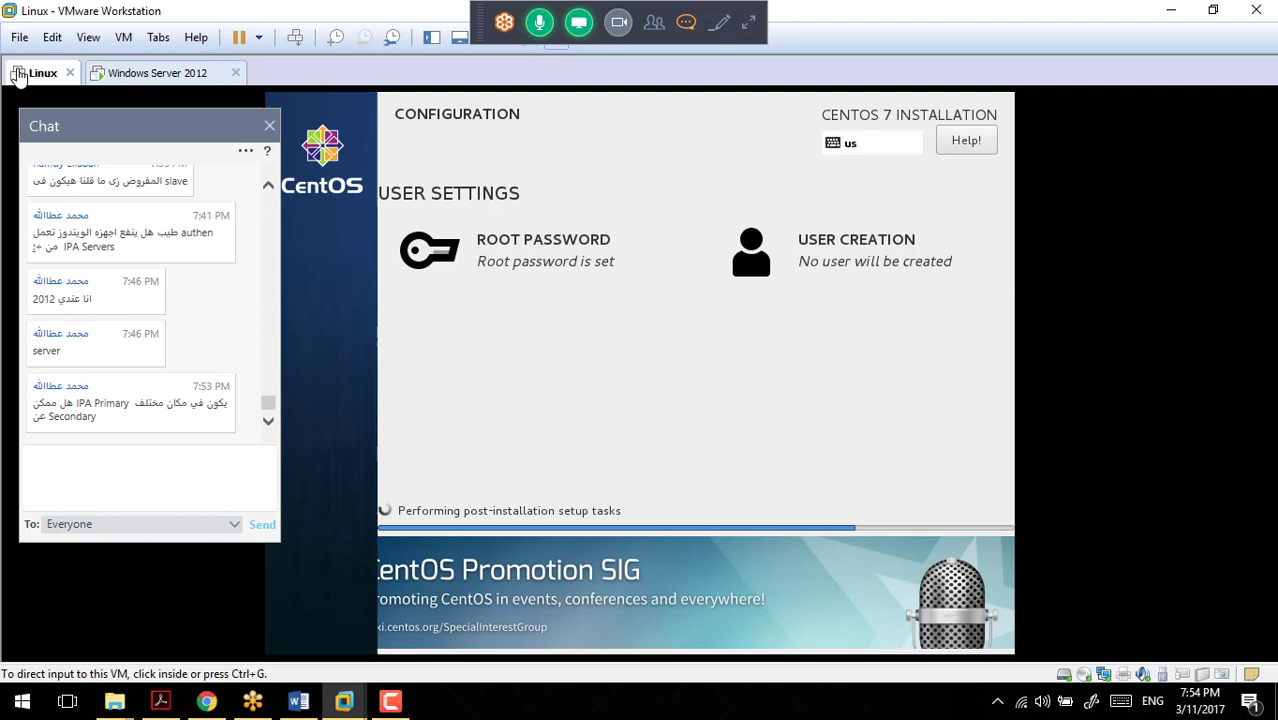 Linux - VMware Workstation
File Edit View VM Tabs Help
Linux
Windows Server 2012
Chat
المفروض زى ما قلنا هيكون فى slave
محمد عطاالله 7:41 PM
طيب هل ينفع اجهزه الويندوز تعمل authen
من IPA Servers
محمد عطاالله 7:46 PM
انا عندي 2012
محمد عطاالله 7:46 PM
server
محمد عطاالله 7:53 PM
هل ممكن IPA Primary يكون في مكان مختلف
عن Secondary
To: Everyone Send
CentOS
CONFIGURATION
CENTOS 7 INSTALLATION
us
Help!
USER SETTINGS
ROOT PASSWORD
Root password is set
USER CREATION
No user will be created
Performing post-installation setup tasks
CentOS Promotion SIG
romoting CentOS in events, conferences and everywhere!
ki.centos.org/SpecialInterestGroup
To direct input to this VM, click inside or press Ctrl+G.
ENG
7:54 PM
3/11/2017
1